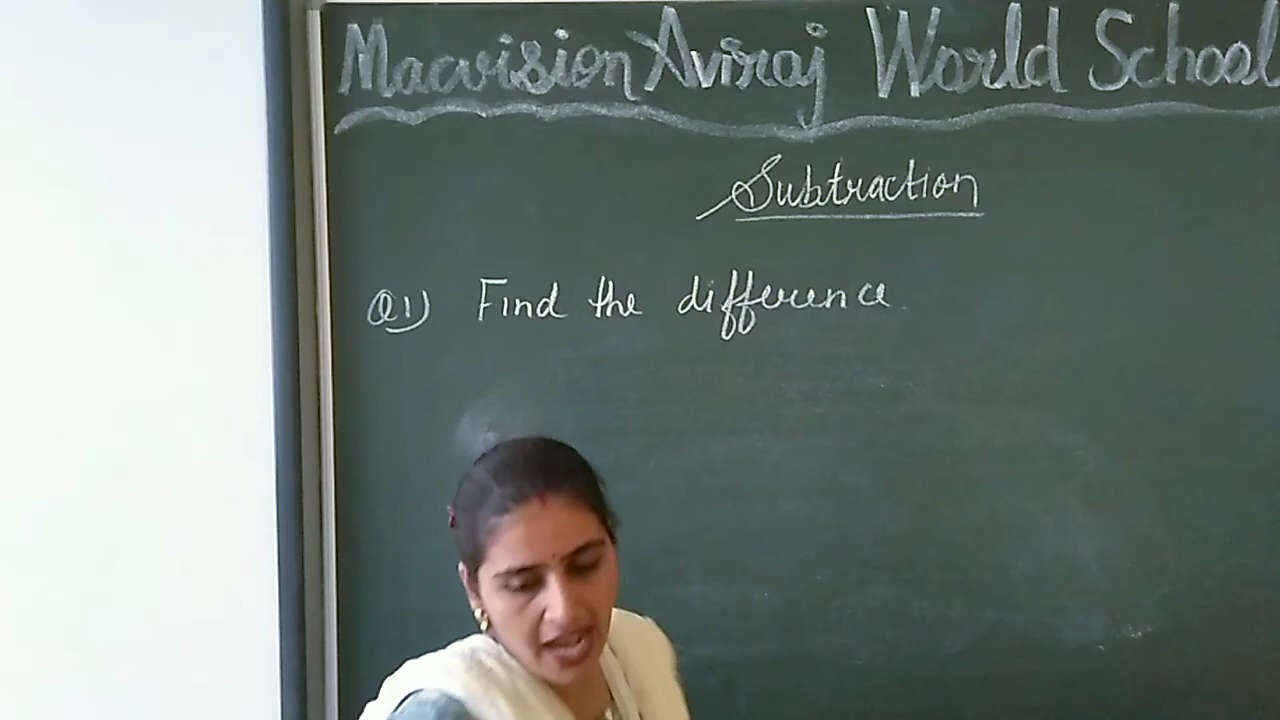 Macvision Aviraj World School
Subtraction
Q1) Find the difference